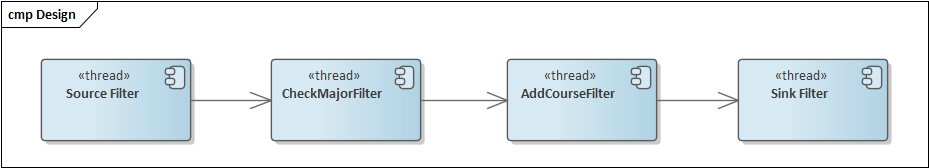 cmp Design
«thread»
Source Filter
«thread»
CheckMajorFilter
«thread»
AddCourseFilter
«thread»
Sink Filter